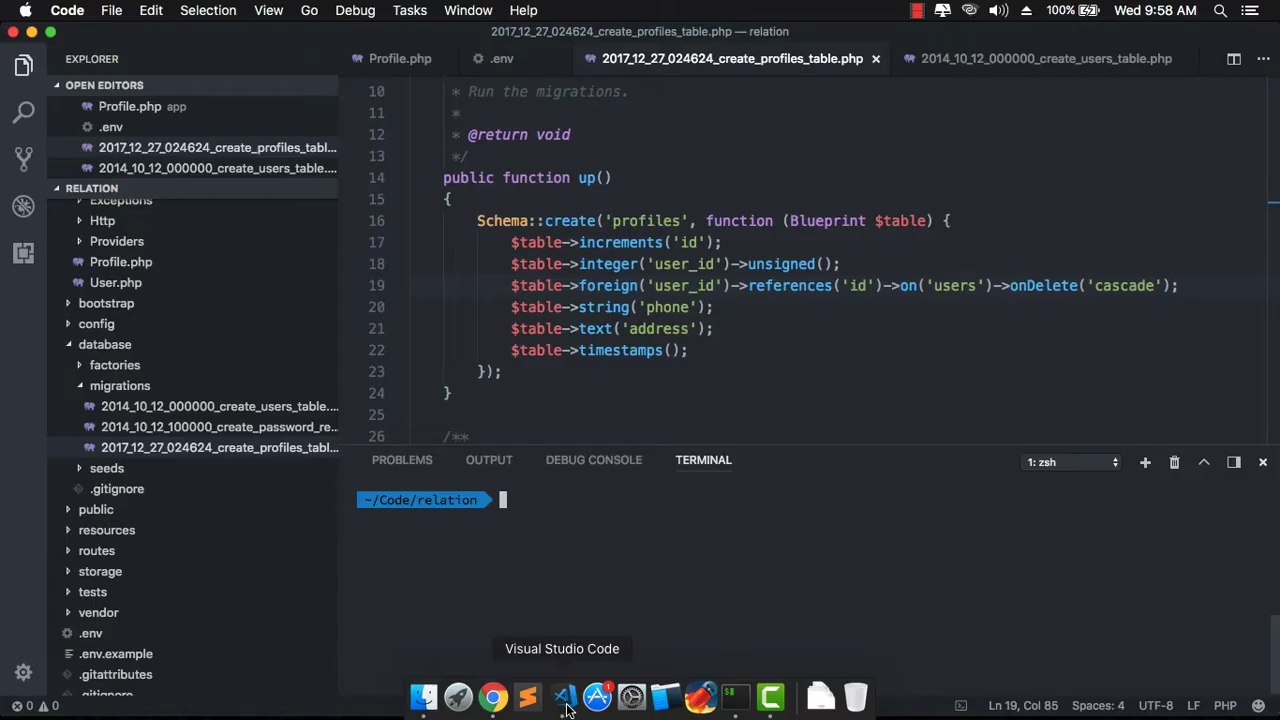 Code File Edit Selection View Go Debug Tasks Window Help 100% Wed 9:58 AM
2017_12_27_024624_create_profiles_table.php — relation
EXPLORER
Profile.php .env 2017_12_27_024624_create_profiles_table.php 2014_10_12_000000_create_users_table.php
OPEN EDITORS
Profile.php app
.env
2017_12_27_024624_create_profiles_tabl...
2014_10_12_000000_create_users_table....
RELATION
Exceptions
Http
Providers
Profile.php
User.php
bootstrap
config
database
factories
migrations
2014_10_12_000000_create_users_table....
2014_10_12_100000_create_password_re...
2017_12_27_024624_create_profiles_tabl...
seeds
.gitignore
public
resources
routes
storage
tests
vendor
.env
.env.example
.gitattributes
.gitignore
10 * Run the migrations.
11 *
12 * @return void
13 */
14 public function up()
15 {
16 Schema::create('profiles', function (Blueprint $table) {
17 $table->increments('id');
18 $table->integer('user_id')->unsigned();
19 $table->foreign('user_id')->references('id')->on('users')->onDelete('cascade');
20 $table->string('phone');
21 $table->text('address');
22 $table->timestamps();
23 });
24 }
25
26 /**
PROBLEMS OUTPUT DEBUG CONSOLE TERMINAL 1: zsh
~/Code/relation
Visual Studio Code
1
$
0 0 Ln 19, Col 85 Spaces: 4 UTF-8 LF PHP